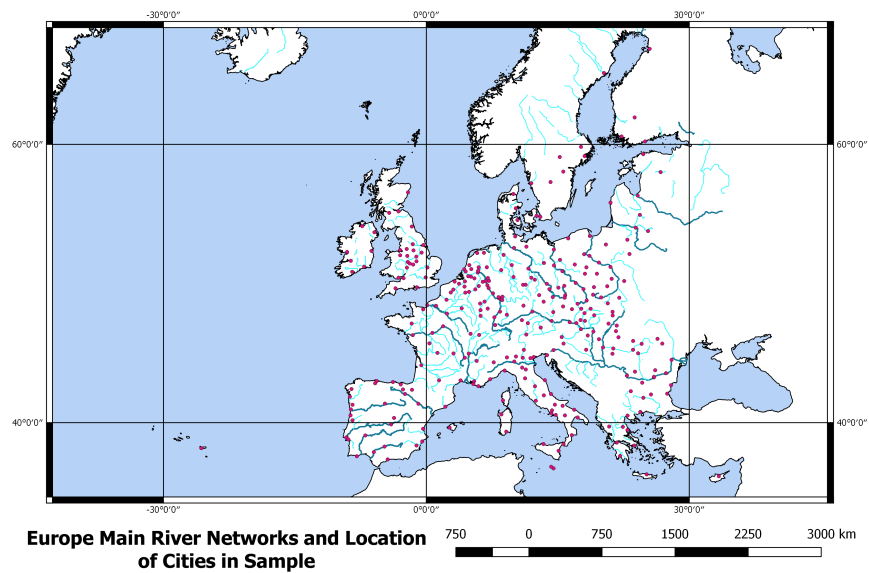 -30°0'0" 0°0'0" 30°0'0"
60°0'0" 60°0'0"
40°0'0" 40°0'0"
-30°0'0" 0°0'0" 30°0'0"
Europe Main River Networks and Location
of Cities in Sample
750 0 750 1500 2250 3000 km